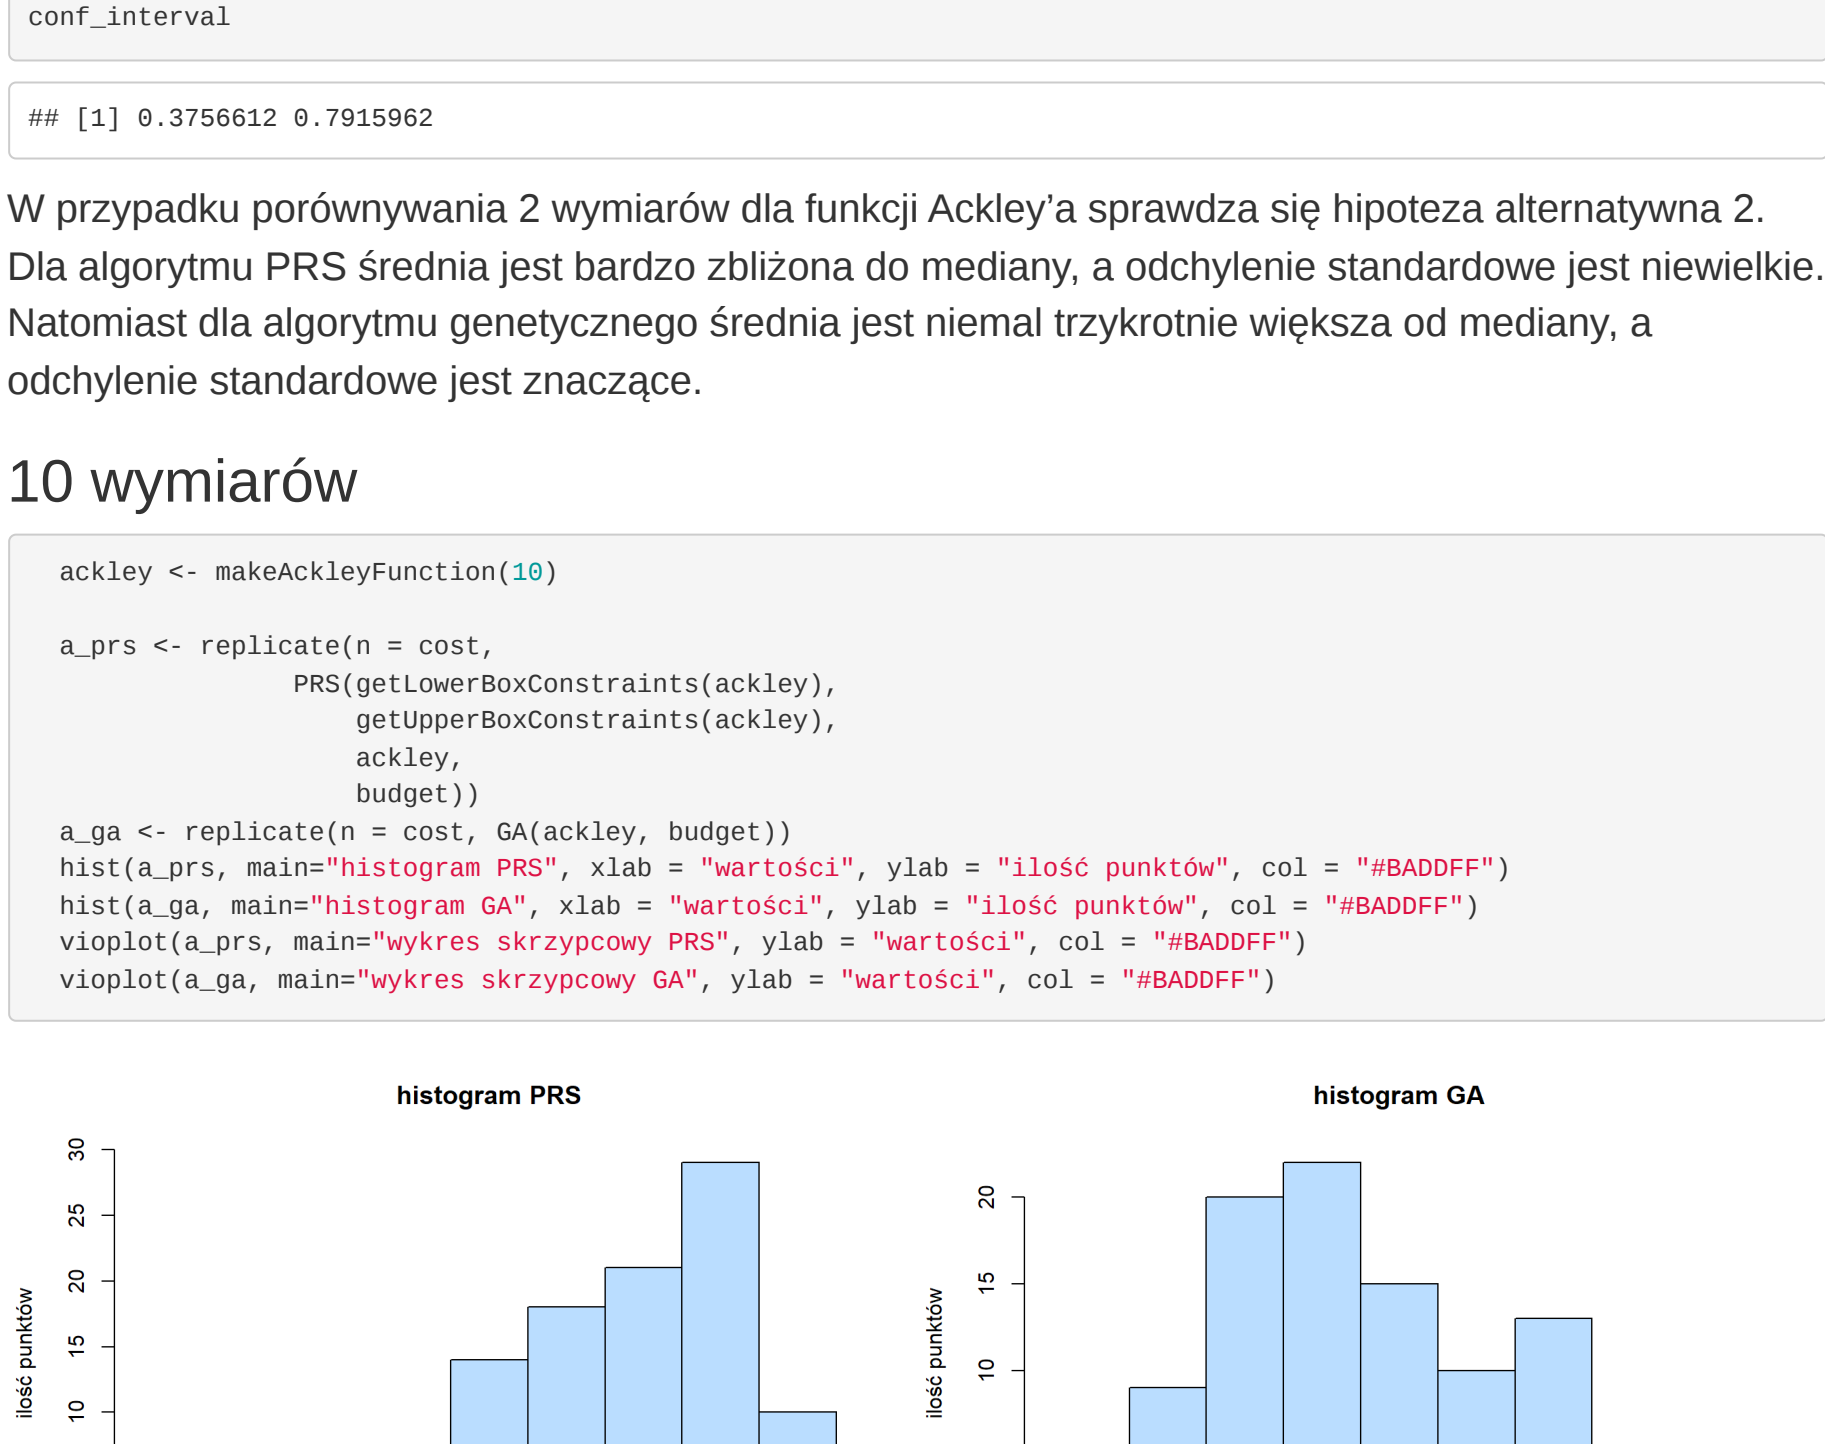 conf_interval
## [1] 0.3756612 0.7915962
W przypadku porównywania 2 wymiarów dla funkcji Ackley’a sprawdza się hipoteza alternatywna 2.
Dla algorytmu PRS średnia jest bardzo zbliżona do mediany, a odchylenie standardowe jest niewielkie.
Natomiast dla algorytmu genetycznego średnia jest niemal trzykrotnie większa od mediany, a
odchylenie standardowe jest znaczące.
10 wymiarów
ackley <- makeAckleyFunction(10)
a_prs <- replicate(n = cost,
PRS(getLowerBoxConstraints(ackley),
getUpperBoxConstraints(ackley),
ackley,
budget))
a_ga <- replicate(n = cost, GA(ackley, budget))
hist(a_prs, main="histogram PRS", xlab = "wartości", ylab = "ilość punktów", col = "#BADDFF")
hist(a_ga, main="histogram GA", xlab = "wartości", ylab = "ilość punktów", col = "#BADDFF")
vioplot(a_prs, main="wykres skrzypcowy PRS", ylab = "wartości", col = "#BADDFF")
vioplot(a_ga, main="wykres skrzypcowy GA", ylab = "wartości", col = "#BADDFF")
histogram PRS
30
25
20
15
10
ilość punktów
histogram GA
20
15
10
ilość punktów